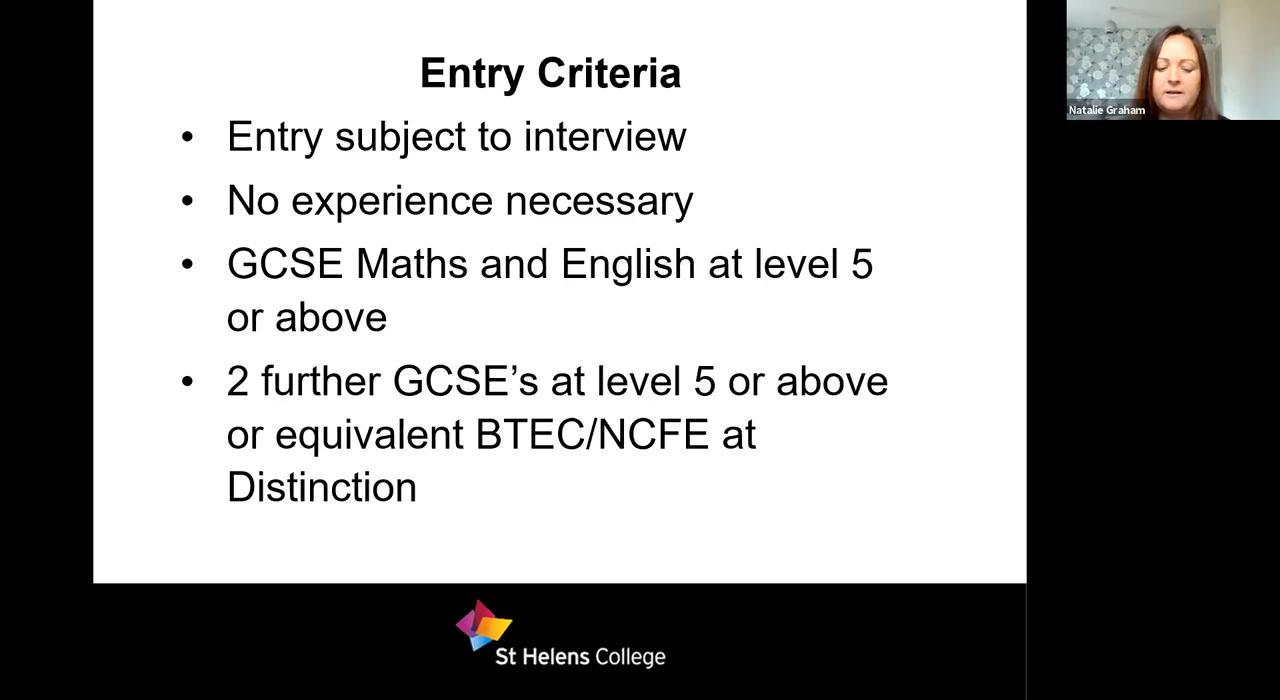 Entry Criteria
• Entry subject to interview
• No experience necessary
• GCSE Maths and English at level 5
or above
• 2 further GCSE’s at level 5 or above
or equivalent BTEC/NCFE at
Distinction
Natalie Graham
St Helens College